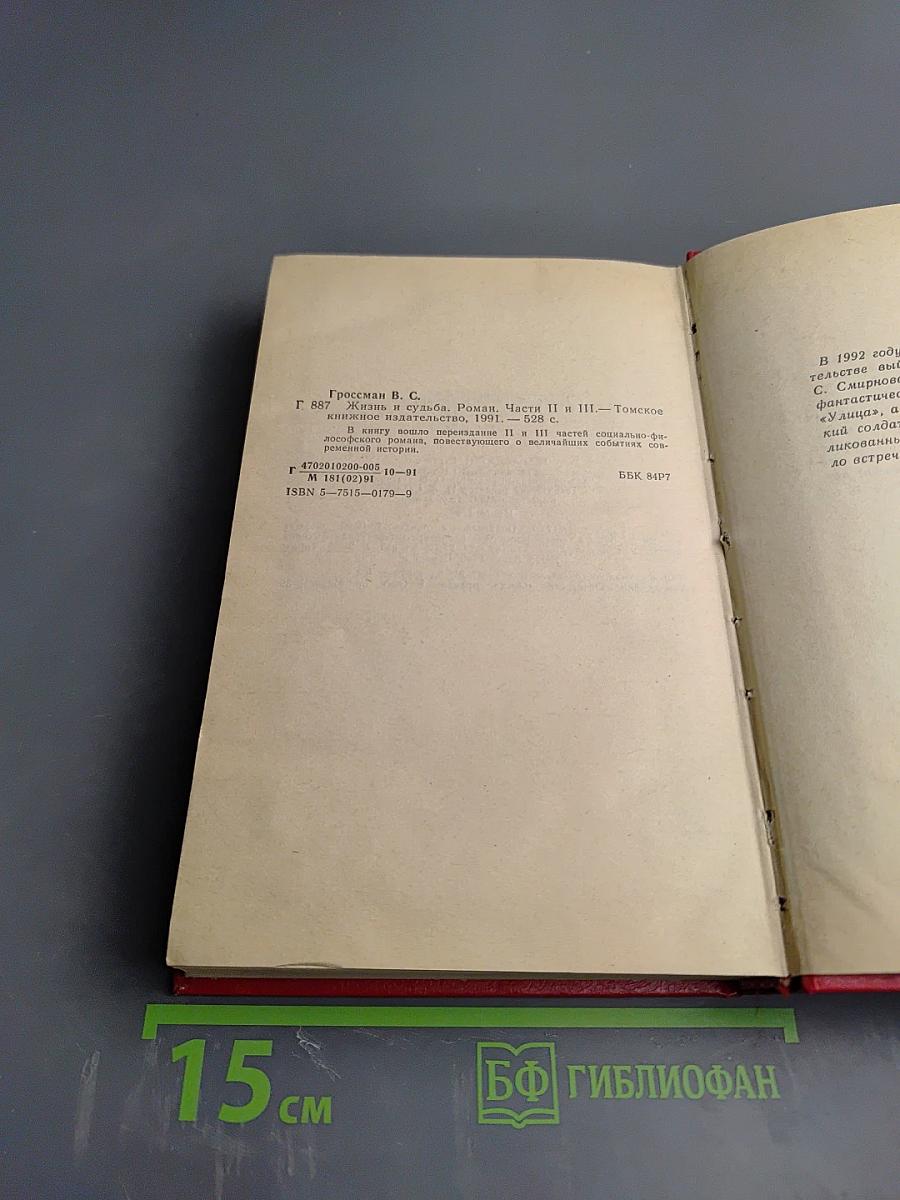 Гроссман В. С.
Г 887 Жизнь и судьба. Роман. Части II и III.— Томское
книжное издательство, 1991. — 528 с.
В книгу вошло переиздание II и III частей социально-фи-
лософского романа, повествующего о величайших событиях сов-
ременной истории.
Г 4702010200-005 10—91
М 181(02)91
ББК 84Р7
ISBN 5—7515—0179—9
В 1992 году
тельстве вый
С. Смирнов
фантастичес
«Улица», а
кий солдат
ликованны
ло встреч
15 см
БФ ГИБЛИОФАН